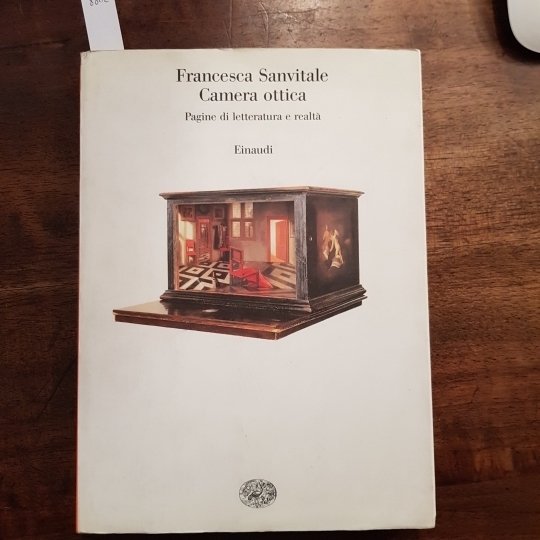 Francesca Sanvitale
Camera ottica
Pagine di letteratura e realtà
Einaudi